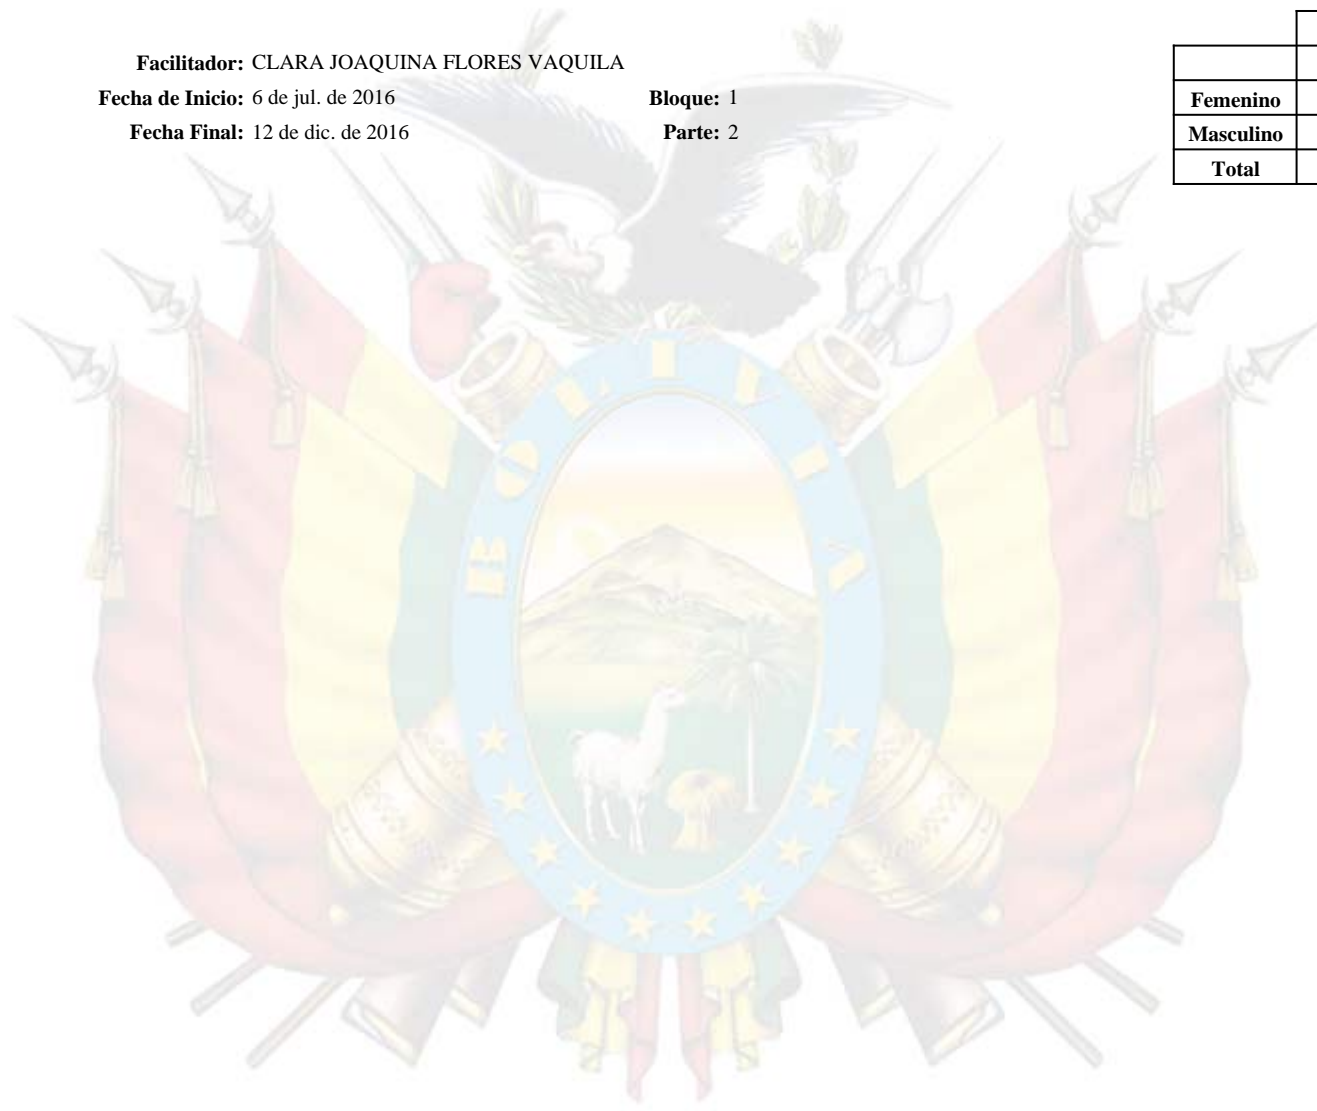 Facilitador: CLARA JOAQUINA FLORES VAQUILA
Fecha de Inicio: 6 de jul. de 2016 Bloque: 1
Fecha Final: 12 de dic. de 2016 Parte: 2
Femenino
Masculino
Total
BOLIVIA